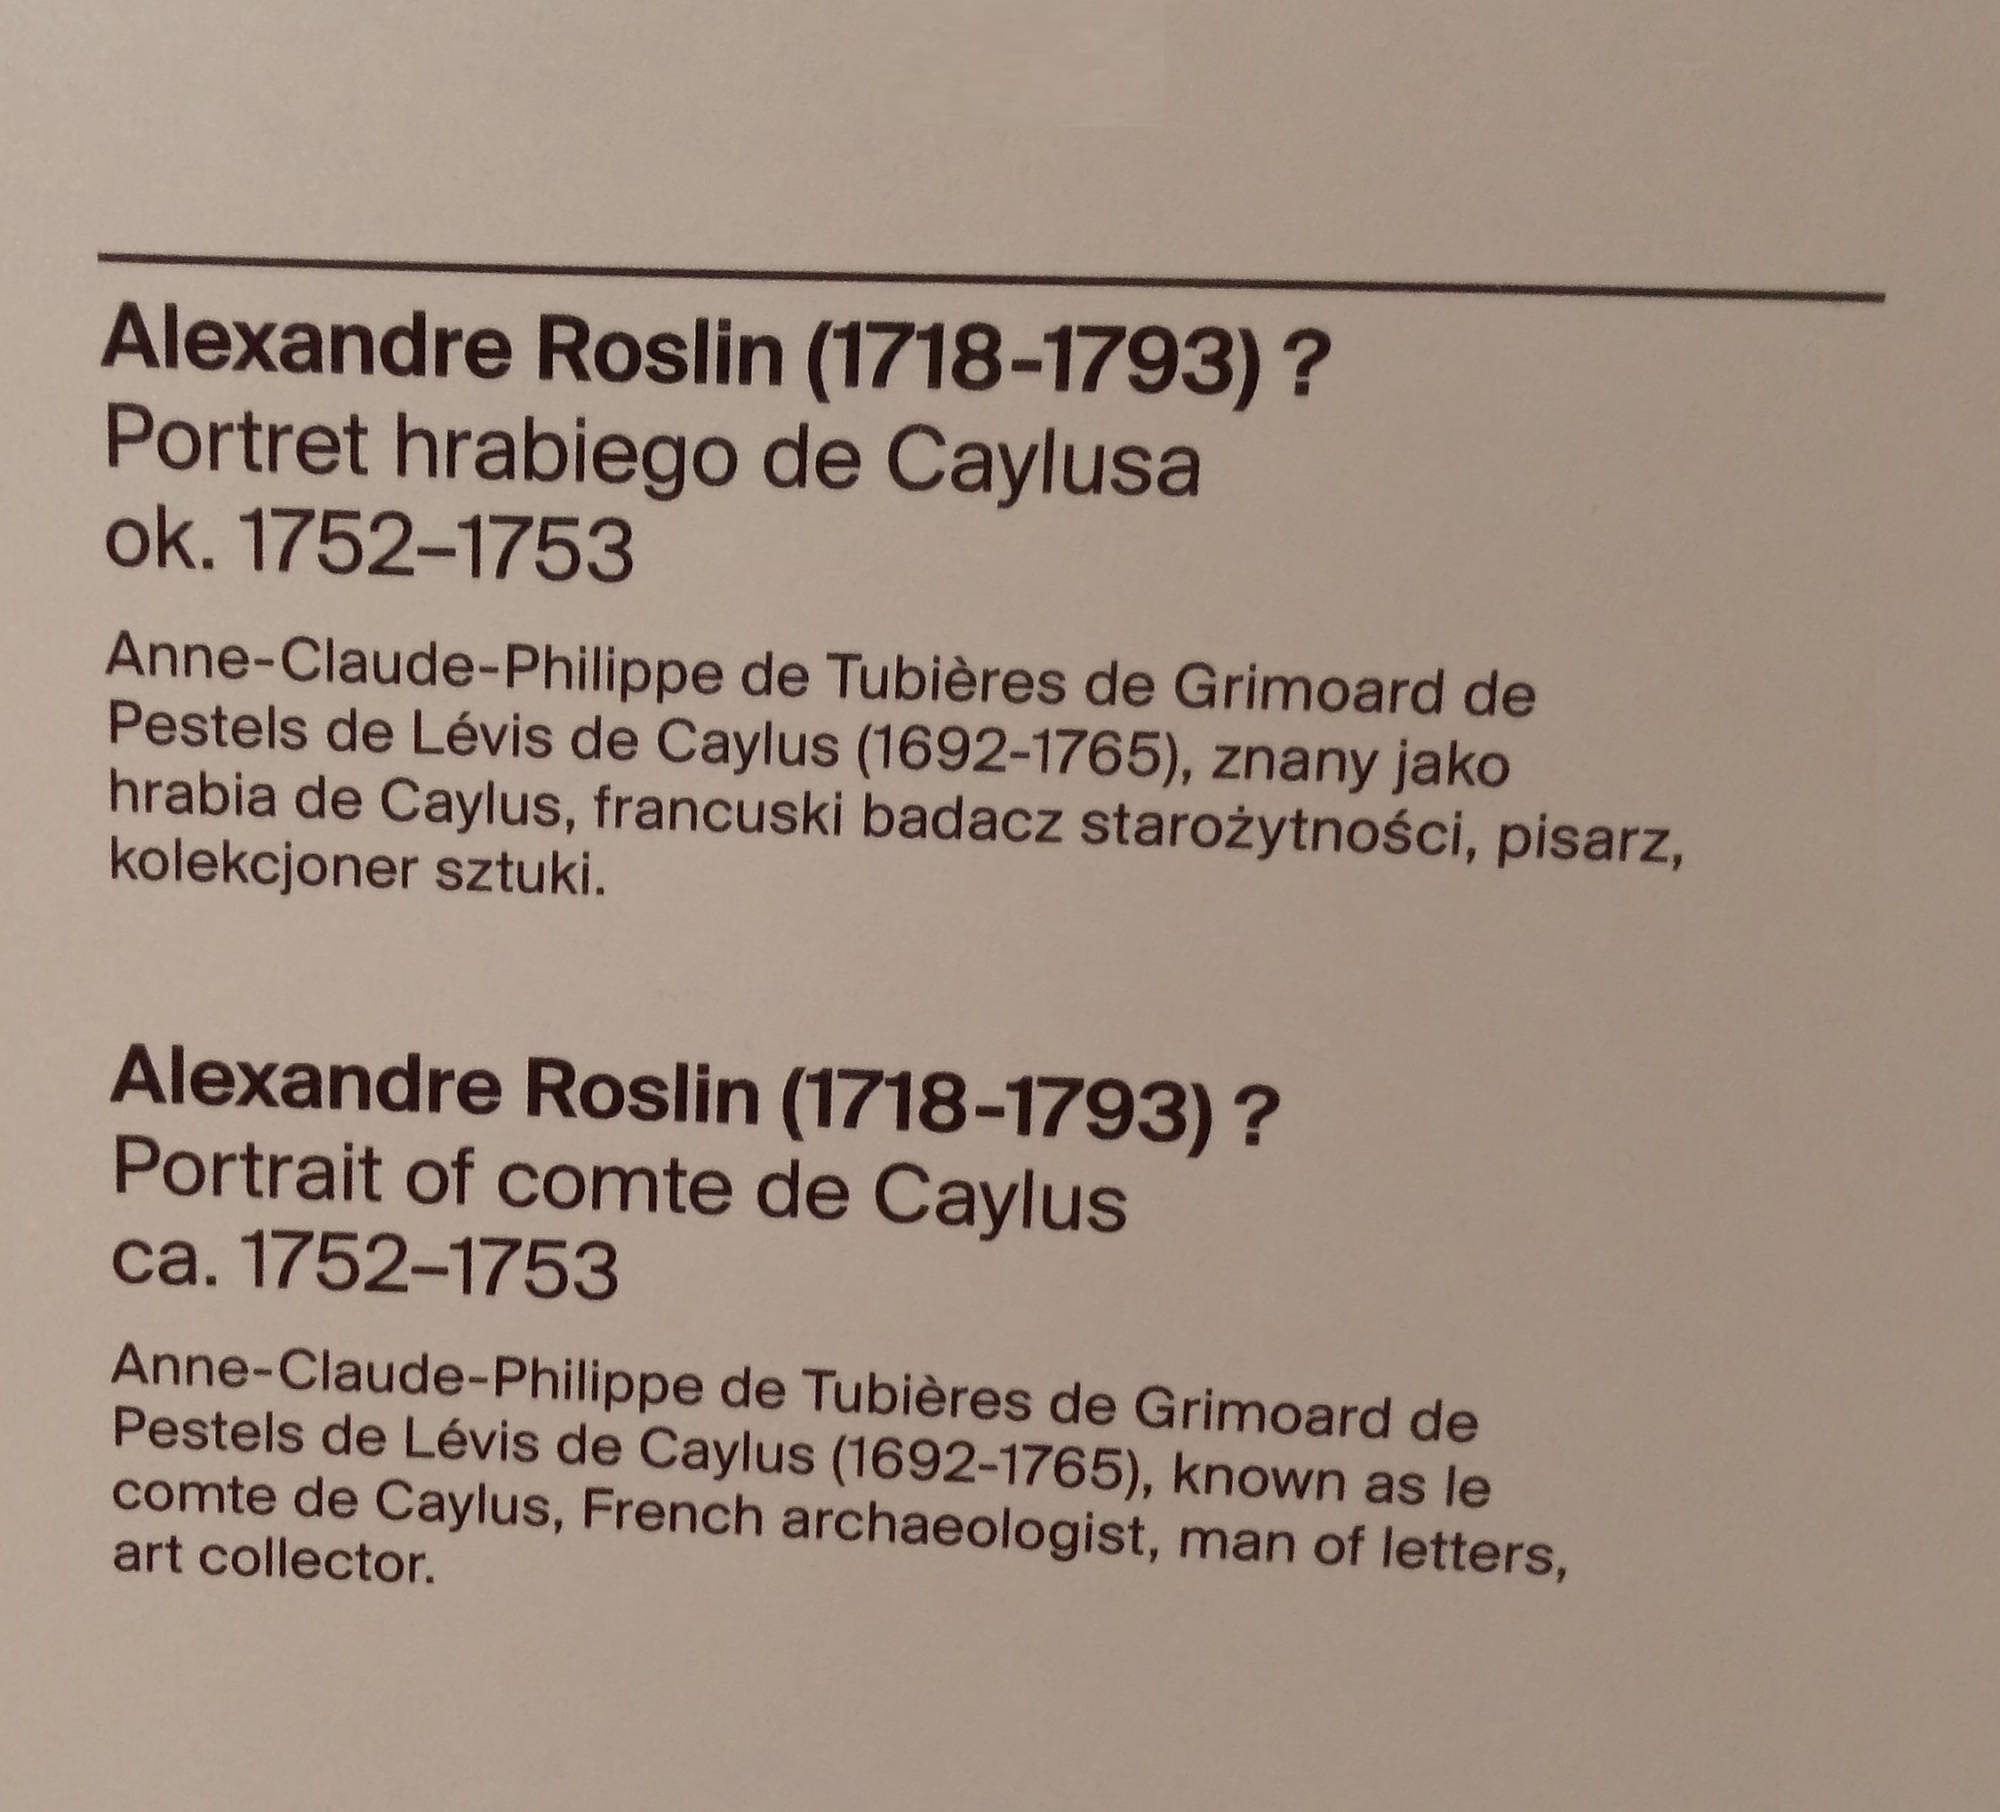 Alexandre Roslin (1718-1793) ?
Portret hrabiego de Caylusa
ok. 1752–1753
Anne-Claude-Philippe de Tubières de Grimoard de
Pestels de Lévis de Caylus (1692-1765), znany jako
hrabia de Caylus, francuski badacz starożytności, pisarz,
kolekcjoner sztuki.
Alexandre Roslin (1718-1793) ?
Portrait of comte de Caylus
ca. 1752–1753
Anne-Claude-Philippe de Tubières de Grimoard de
Pestels de Lévis de Caylus (1692-1765), known as le
comte de Caylus, French archaeologist, man of letters,
art collector.